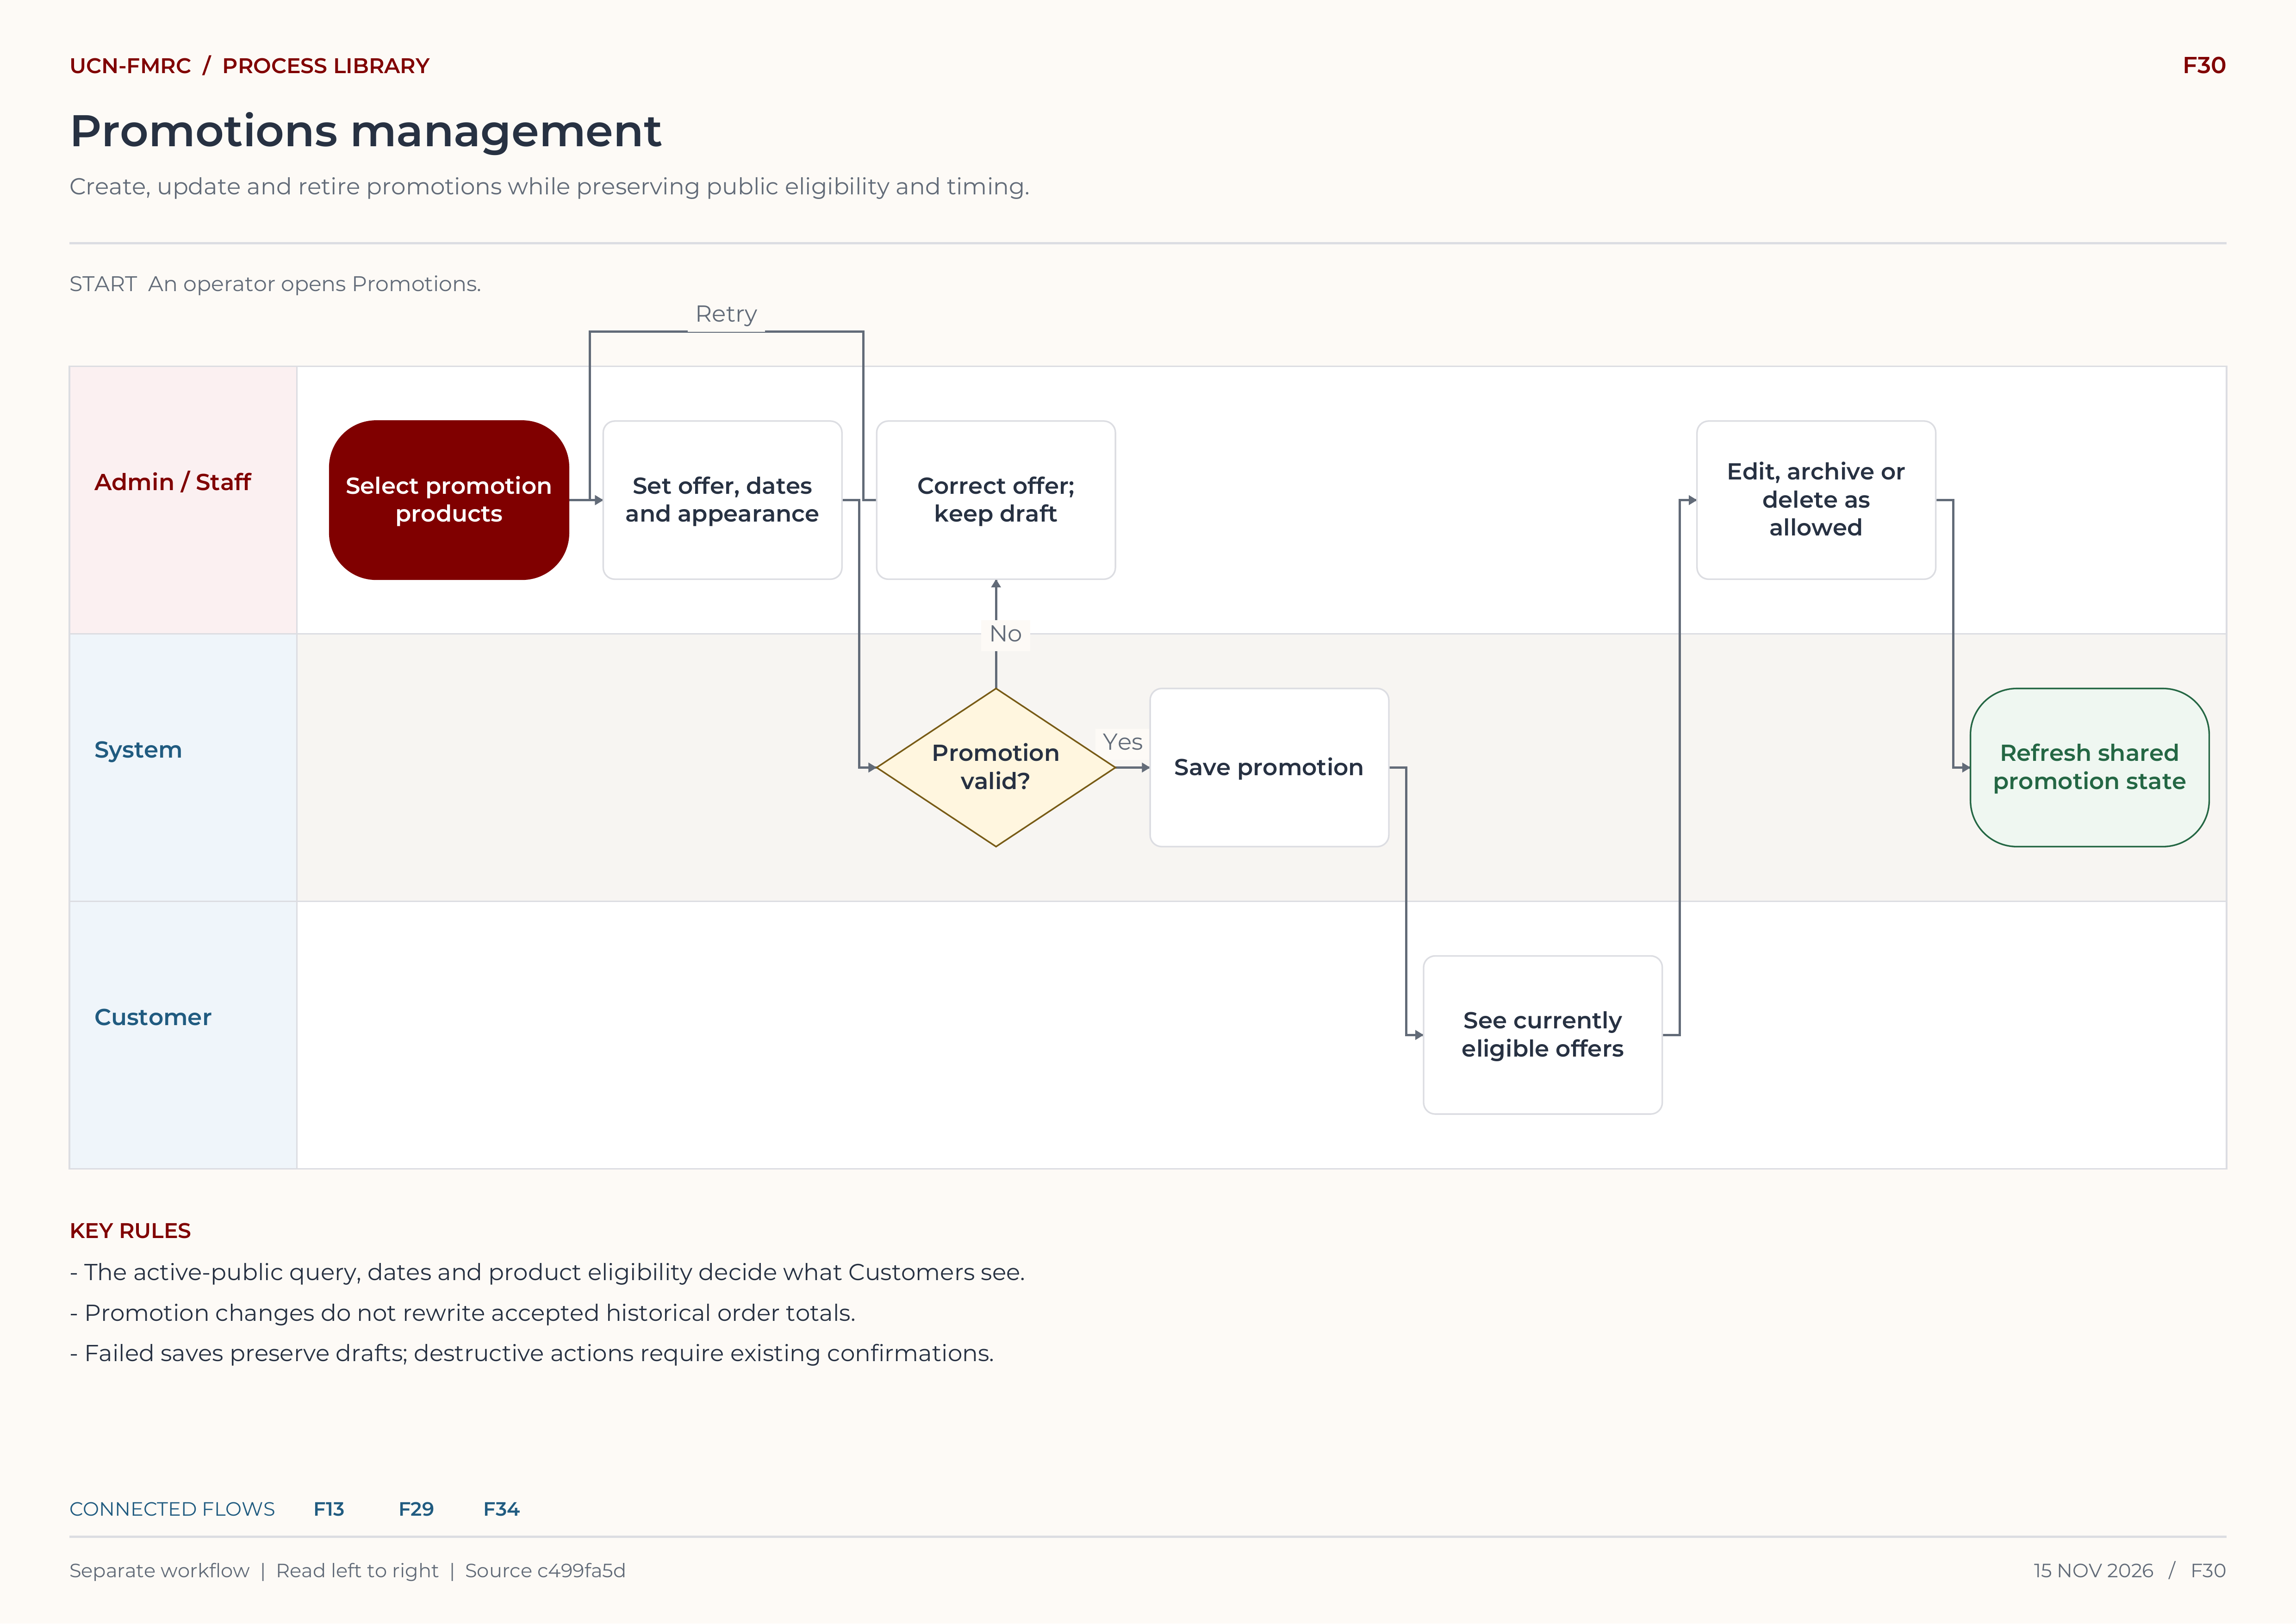 UCN-FMRC / PROCESS LIBRARY
F30
Promotions management
Create, update and retire promotions while preserving public eligibility and timing.
START An operator opens Promotions.
Retry
Admin / Staff
Select promotion
products
Set offer, dates
and appearance
Correct offer;
keep draft
Edit, archive or
delete as
allowed
No
System
Promotion
valid?
Yes
Save promotion
Refresh shared
promotion state
Customer
See currently
eligible offers
KEY RULES
- The active-public query, dates and product eligibility decide what Customers see.
- Promotion changes do not rewrite accepted historical order totals.
- Failed saves preserve drafts; destructive actions require existing confirmations.
CONNECTED FLOWS F13 F29 F34
Separate workflow | Read left to right | Source c499fa5d
15 NOV 2026 / F30